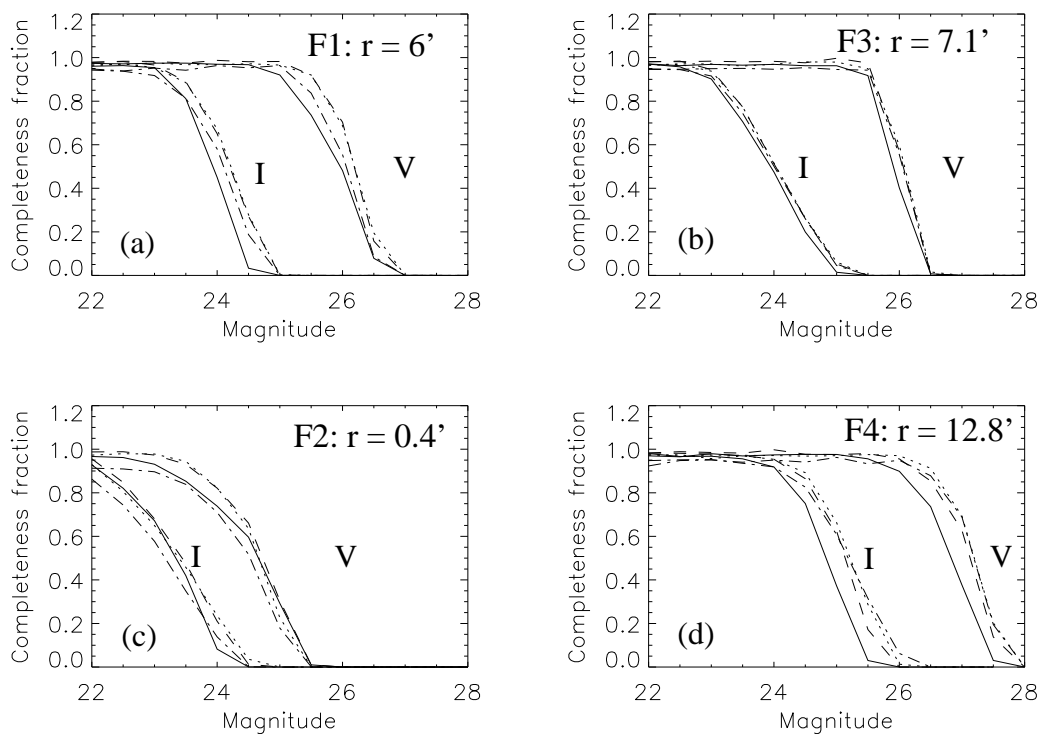 F1: r = 6’
1.2
1.0
0.8
0.6
0.4
0.2
0.0
Completeness fraction
I
V
(a)
22 24 26 28
Magnitude
F3: r = 7.1’
1.2
1.0
0.8
0.6
0.4
0.2
0.0
Completeness fraction
I
V
(b)
22 24 26 28
Magnitude
F2: r = 0.4’
1.2
1.0
0.8
0.6
0.4
0.2
0.0
Completeness fraction
I
V
(c)
22 24 26 28
Magnitude
F4: r = 12.8’
1.2
1.0
0.8
0.6
0.4
0.2
0.0
Completeness fraction
I
V
(d)
22 24 26 28
Magnitude